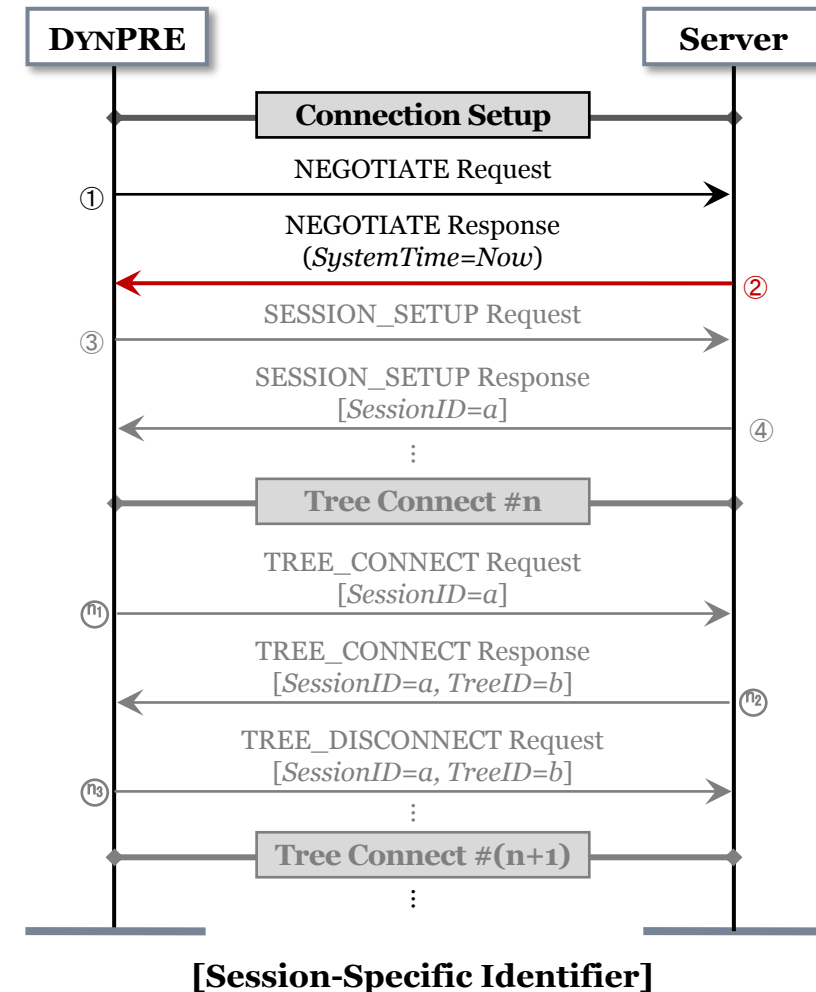 DYNPRE
Server
Connection Setup
NEGOTIATE Request
①
NEGOTIATE Response
(SystemTime=Now)
②
SESSION_SETUP Request
③
SESSION_SETUP Response
[SessionID=a]
④
⋮
Tree Connect #n
TREE_CONNECT Request
[SessionID=a]
n1
TREE_CONNECT Response
[SessionID=a, TreeID=b]
n2
TREE_DISCONNECT Request
[SessionID=a, TreeID=b]
n3
⋮
Tree Connect #(n+1)
⋮
[Session-Specific Identifier]